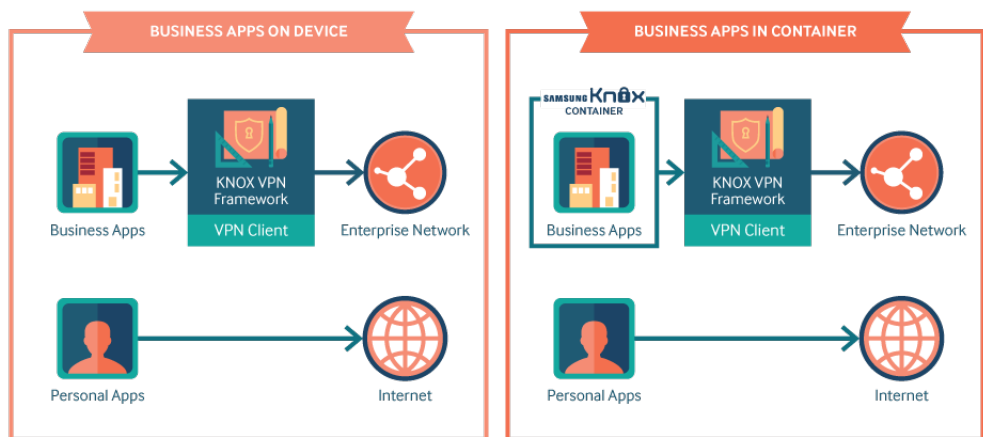 BUSINESS APPS ON DEVICE
KNOX VPN
Framework
VPN Client
Business Apps
Enterprise Network
Personal Apps
Internet
BUSINESS APPS IN CONTAINER
SAMSUNG Knox
CONTAINER
KNOX VPN
Framework
VPN Client
Business Apps
Enterprise Network
Personal Apps
Internet